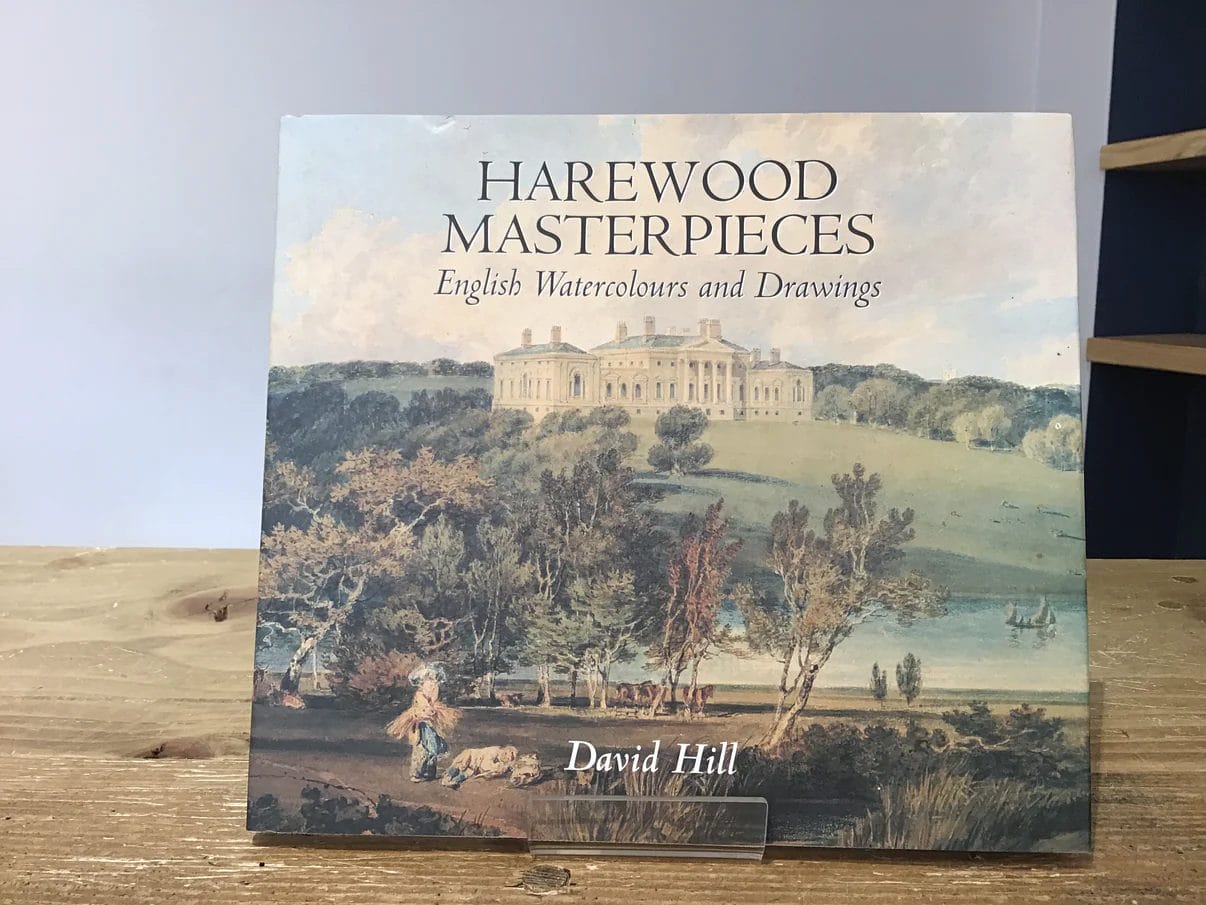 HAREWOOD
MASTERPIECES
English Watercolours and Drawings
David Hill